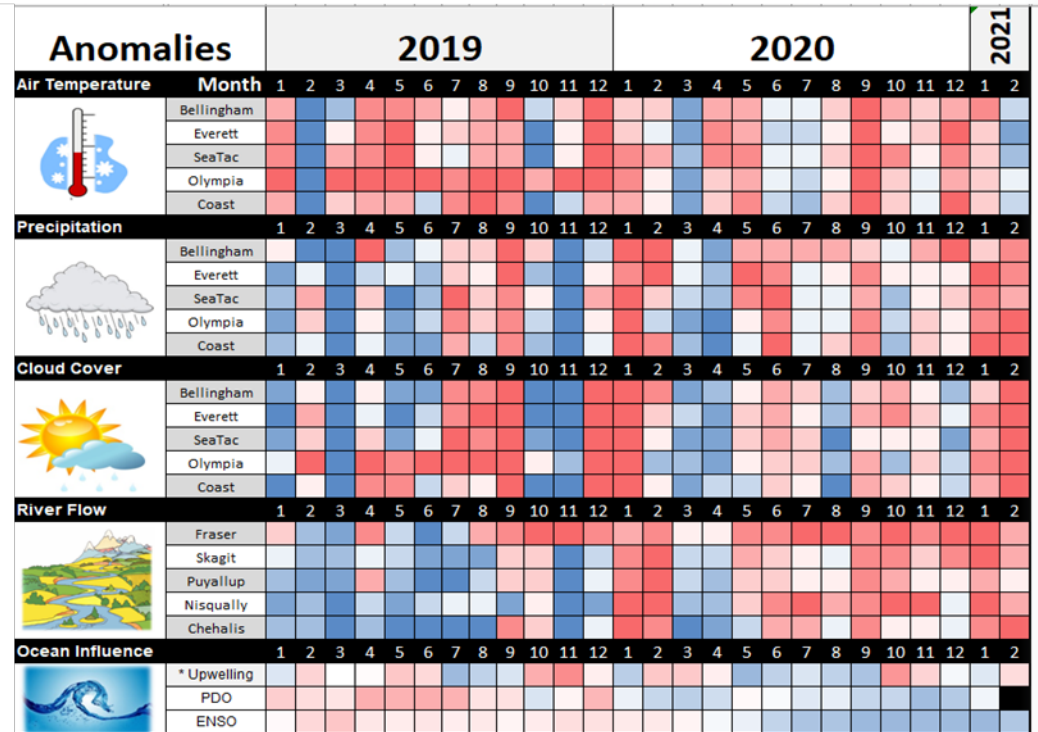 Anomalies 2019 2020 2021
Air Temperature Month 1 2 3 4 5 6 7 8 9 10 11 12 1 2 3 4 5 6 7 8 9 10 11 12 1 2
Bellingham
Everett
SeaTac
Olympia
Coast
Precipitation 1 2 3 4 5 6 7 8 9 10 11 12 1 2 3 4 5 6 7 8 9 10 11 12 1 2
Bellingham
Everett
SeaTac
Olympia
Coast
Cloud Cover 1 2 3 4 5 6 7 8 9 10 11 12 1 2 3 4 5 6 7 8 9 10 11 12 1 2
Bellingham
Everett
SeaTac
Olympia
Coast
River Flow 1 2 3 4 5 6 7 8 9 10 11 12 1 2 3 4 5 6 7 8 9 10 11 12 1 2
Fraser
Skagit
Puyallup
Nisqually
Chehalis
Ocean Influence 1 2 3 4 5 6 7 8 9 10 11 12 1 2 3 4 5 6 7 8 9 10 11 12 1 2
* Upwelling
PDO
ENSO